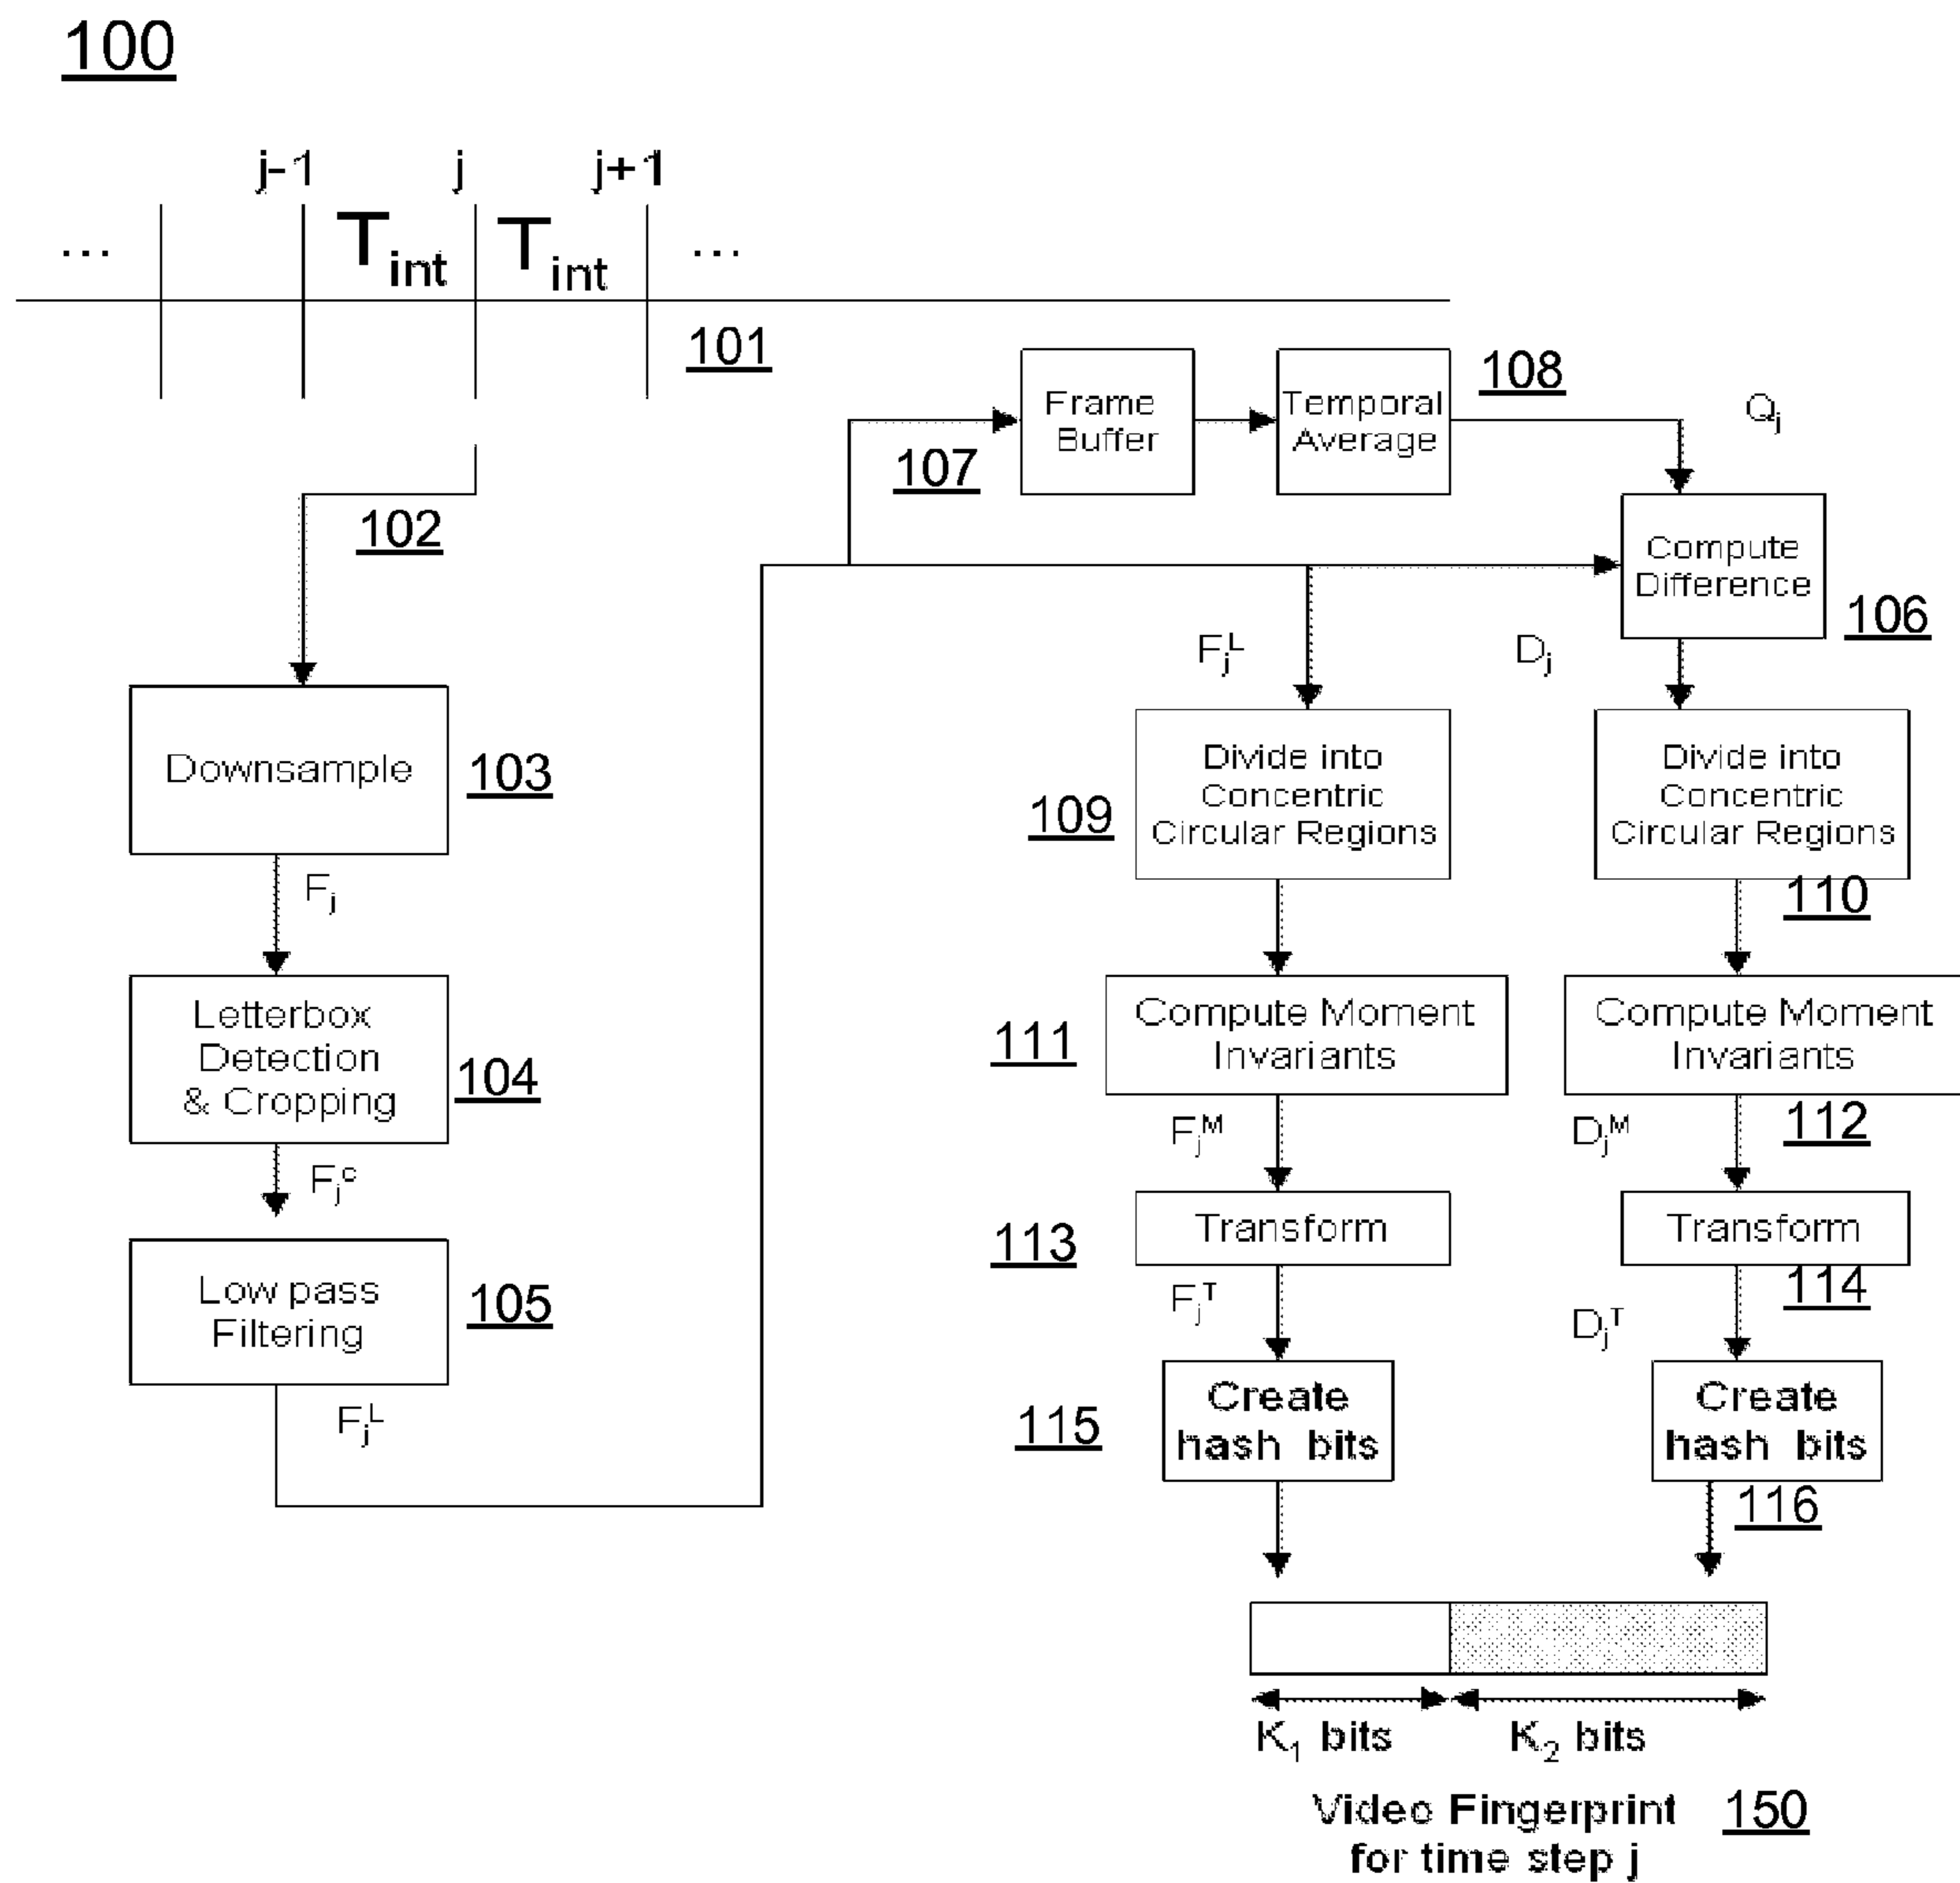 100
j-1 j j+1
... T_int T_int ...
101
102
Downsample
103
F_j
Letterbox
Detection
& Cropping
104
F_j^c
Low pass
Filtering
105
F_j^L
107
Frame
Buffer
Temporal
Average
108
Q_j
Compute
Difference
106
F_j^L
D_j
Divide into
Concentric
Circular Regions
109
Divide into
Concentric
Circular Regions
110
Compute Moment
Invariants
111
Compute Moment
Invariants
112
F_j^M
D_j^M
Transform
113
Transform
114
F_j^T
D_j^T
Create
hash bits
115
Create
hash bits
116
K_1 bits
K_2 bits
Video Fingerprint
for time step j
150